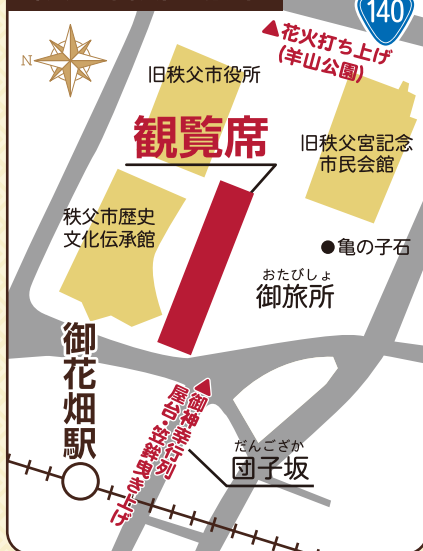 140
▲花火打ち上げ
(羊山公園)
N
旧秩父市役所
観覧席
旧秩父宮記念
市民会館
秩父市歴史
文化伝承館
●亀の子石
おたびしょ
御旅所
御花畑駅
▲御神幸行列
屋台・笠鉾曳き上げ
だんござか
団子坂